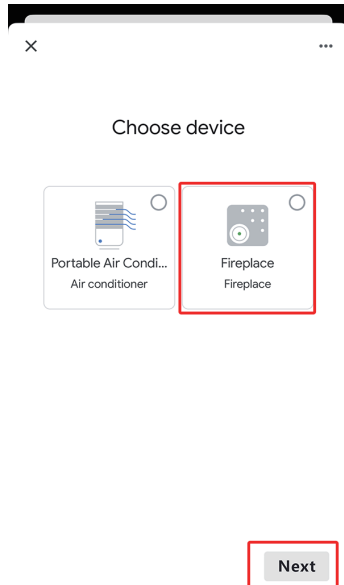 Choose device
Portable Air Condi...
Air conditioner
Fireplace
Fireplace
Next